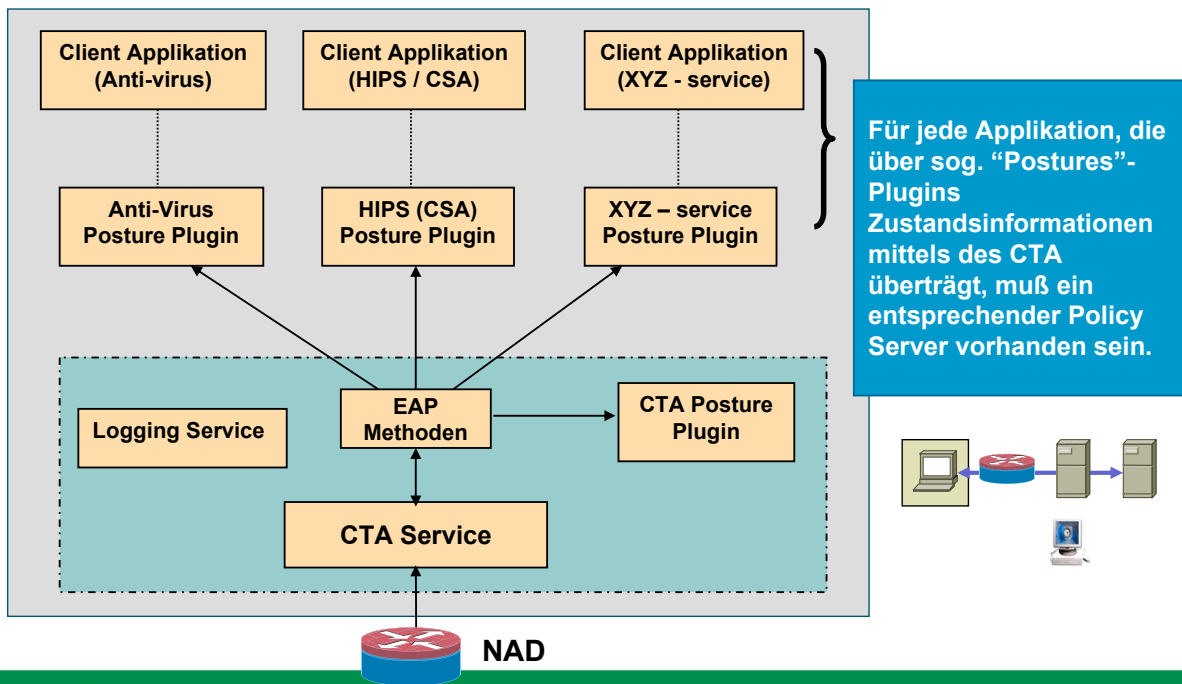 Client Applikation
(Anti-virus)
Client Applikation
(HIPS / CSA)
Client Applikation
(XYZ - service)
Für jede Applikation, die
über sog. “Postures”-
Plugins
Zustandsinformationen
mittels des CTA
überträgt, muß ein
entsprechender Policy
Server vorhanden sein.
Anti-Virus
Posture Plugin
HIPS (CSA)
Posture Plugin
XYZ – service
Posture Plugin
Logging Service
EAP
Methoden
CTA Posture
Plugin
CTA Service
NAD